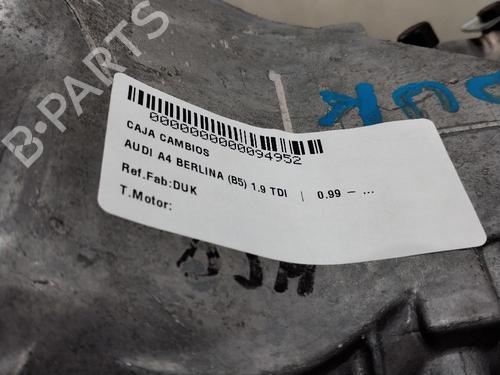 B-PARTS
DUK
0000000000094952
CAJA CAMBIOS
AUDI A4 BERLINA (B5) 1.9 TDI | 0.99 - ...
Ref.Fab:DUK
T.Motor: